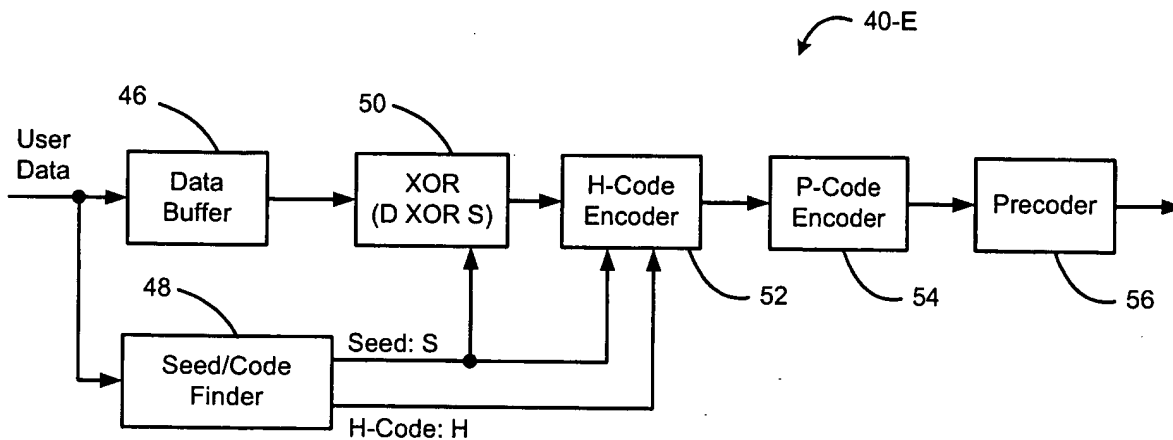 40-E
46
50
User
Data
Data
Buffer
XOR
(D XOR S)
H-Code
Encoder
P-Code
Encoder
Precoder
48
52
54
56
Seed/Code
Finder
Seed: S
H-Code: H